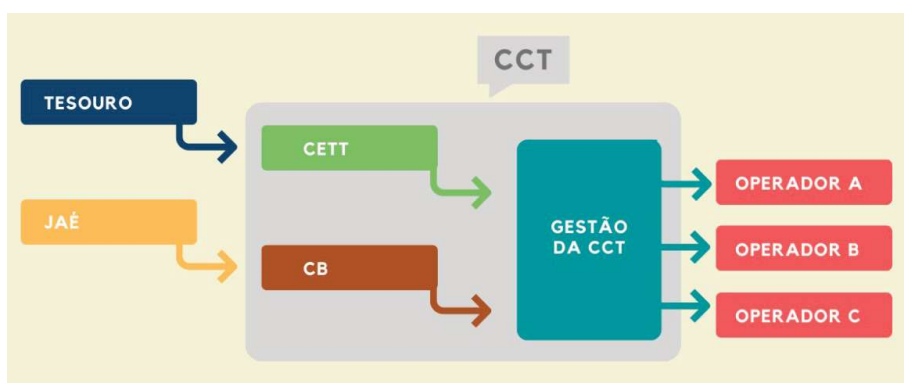 CCT
TESOURO
CETT
JAÉ
CB
GESTÃO
DA CCT
OPERADOR A
OPERADOR B
OPERADOR C